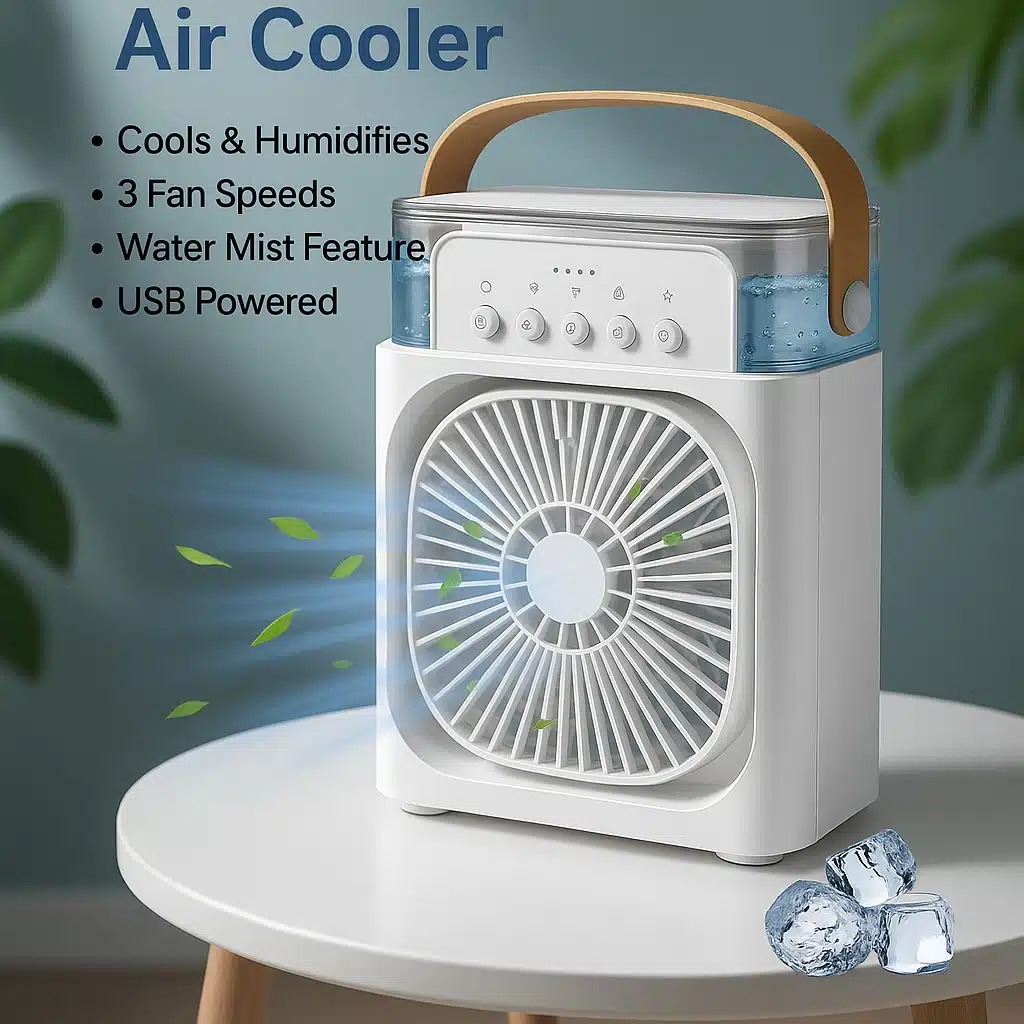 Air Cooler
• Cools & Humidifies
• 3 Fan Speeds
• Water Mist Feature
• USB Powered